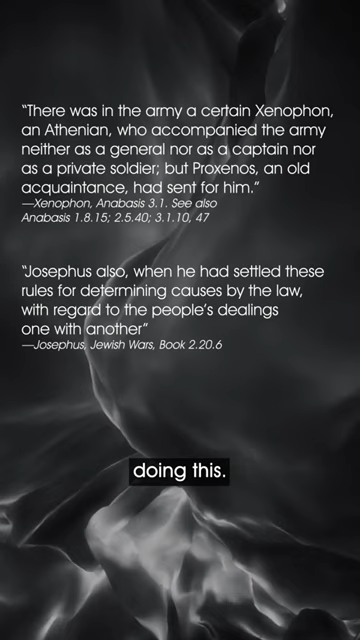 “There was in the army a certain Xenophon,
an Athenian, who accompanied the army
neither as a general nor as a captain nor
as a private soldier; but Proxenos, an old
acquaintance, had sent for him.”
—Xenophon, Anabasis 3.1. See also
Anabasis 1.8.15; 2.5.40; 3.1.10, 47
“Josephus also, when he had settled these
rules for determining causes by the law,
with regard to the people’s dealings
one with another”
—Josephus, Jewish Wars, Book 2.20.6
doing this.